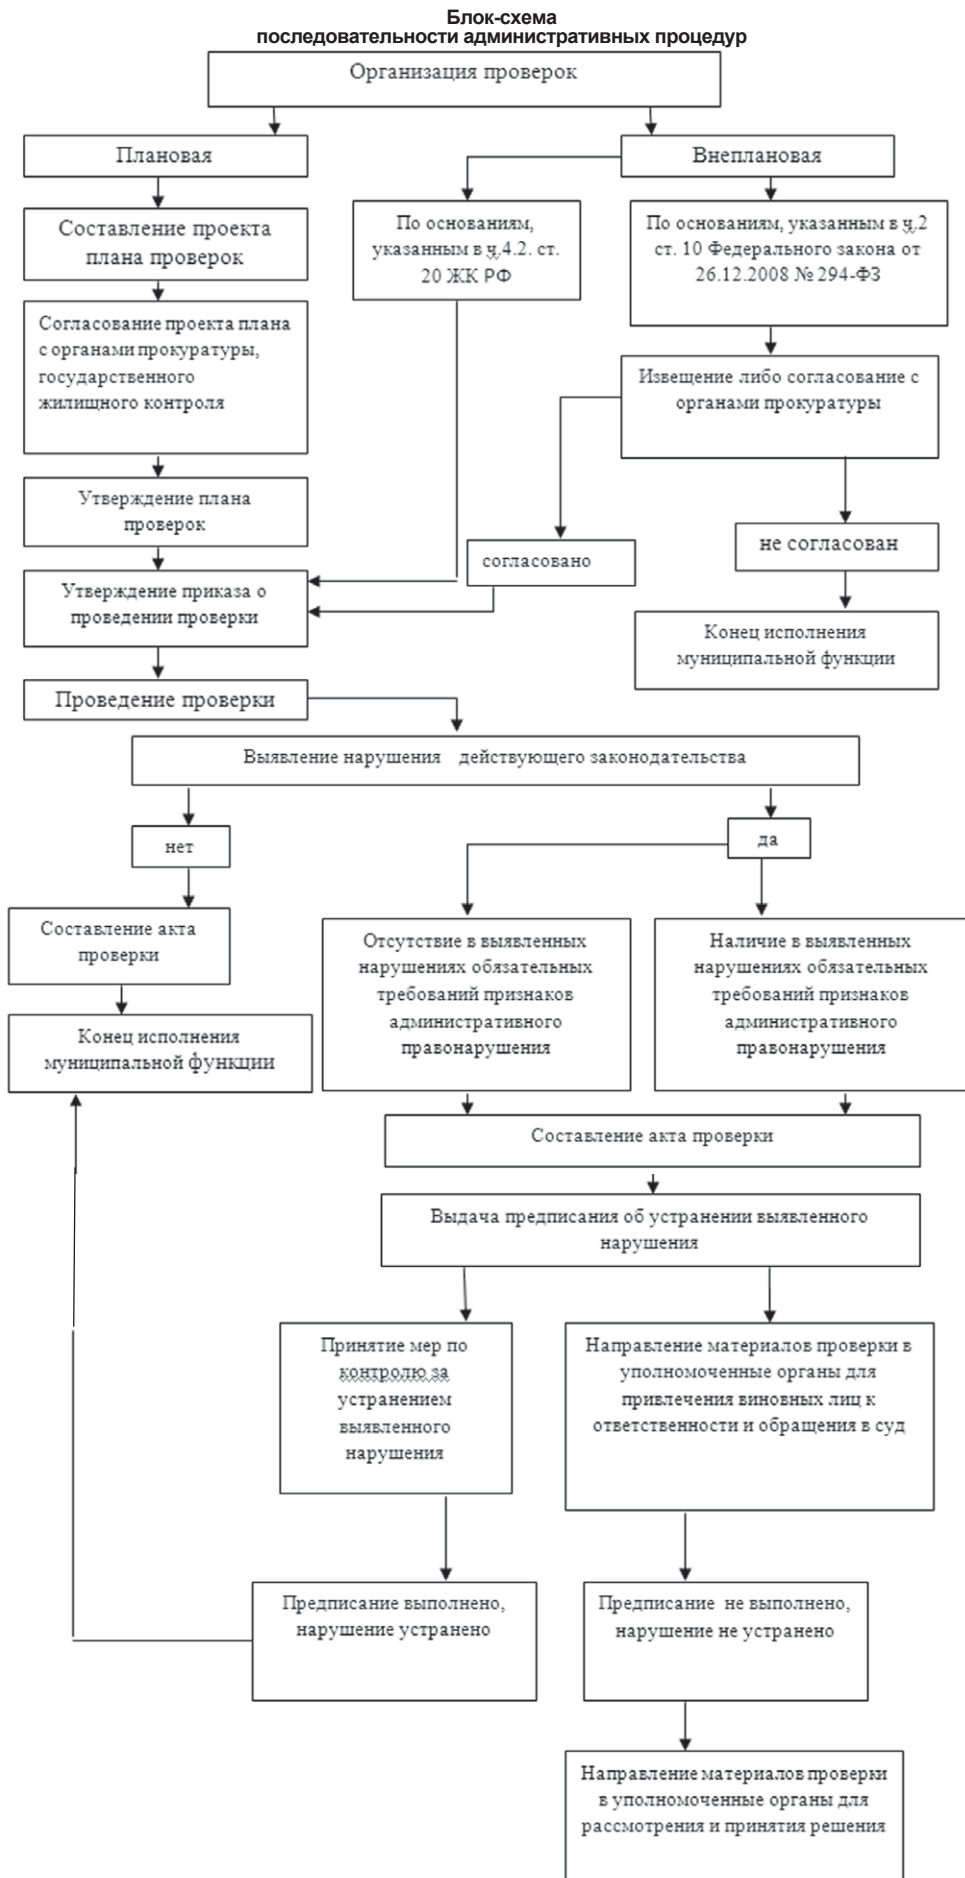 Блок-схема
последовательности административных процедур
Организация проверок
Плановая
Внеплановая
Составление проекта
плана проверок
По основаниям,
указанным в ч.4.2. ст.
20 ЖК РФ
По основаниям, указанным в ч.2
ст. 10 Федерального закона от
26.12.2008 № 294-ФЗ
Согласование проекта плана
с органами прокуратуры,
государственного
жилищного контроля
Извещение либо согласование с
органами прокуратуры
Утверждение плана
проверок
согласовано
не согласован
Утверждение приказа о
проведении проверки
Конец исполнения
муниципальной функции
Проведение проверки
Выявление нарушения действующего законодательства
нет
да
Составление акта
проверки
Отсутствие в выявленных
нарушениях обязательных
требований признаков
административного
правонарушения
Наличие в выявленных
нарушениях обязательных
требований признаков
административного
правонарушения
Конец исполнения
муниципальной функции
Составление акта проверки
Выдача предписания об устранении выявленного
нарушения
Принятие мер по
контролю за
устранением
выявленного
нарушения
Направление материалов проверки в
уполномоченные органы для
привлечения виновных лиц к
ответственности и обращения в суд
Предписание выполнено,
нарушение устранено
Предписание не выполнено,
нарушение не устранено
Направление материалов проверки
в уполномоченные органы для
рассмотрения и принятия решения